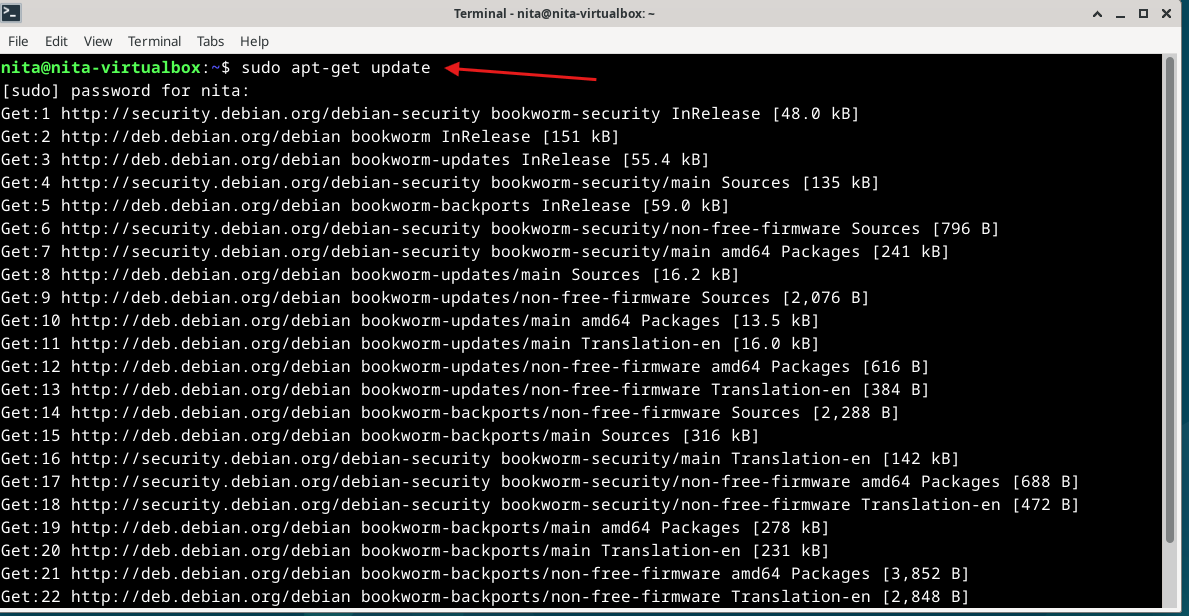 Terminal - nita@nita-virtualbox: ~
File Edit View Terminal Tabs Help
nita@nita-virtualbox:~$ sudo apt-get update
[sudo] password for nita:
Get:1 http://security.debian.org/debian-security bookworm-security InRelease [48.0 kB]
Get:2 http://deb.debian.org/debian bookworm InRelease [151 kB]
Get:3 http://deb.debian.org/debian bookworm-updates InRelease [55.4 kB]
Get:4 http://security.debian.org/debian-security bookworm-security/main Sources [135 kB]
Get:5 http://deb.debian.org/debian bookworm-backports InRelease [59.0 kB]
Get:6 http://security.debian.org/debian-security bookworm-security/non-free-firmware Sources [796 B]
Get:7 http://security.debian.org/debian-security bookworm-security/main amd64 Packages [241 kB]
Get:8 http://deb.debian.org/debian bookworm-updates/main Sources [16.2 kB]
Get:9 http://deb.debian.org/debian bookworm-updates/non-free-firmware Sources [2,076 B]
Get:10 http://deb.debian.org/debian bookworm-updates/main amd64 Packages [13.5 kB]
Get:11 http://deb.debian.org/debian bookworm-updates/main Translation-en [16.0 kB]
Get:12 http://deb.debian.org/debian bookworm-updates/non-free-firmware amd64 Packages [616 B]
Get:13 http://deb.debian.org/debian bookworm-updates/non-free-firmware Translation-en [384 B]
Get:14 http://deb.debian.org/debian bookworm-backports/non-free-firmware Sources [2,288 B]
Get:15 http://deb.debian.org/debian bookworm-backports/main Sources [316 kB]
Get:16 http://security.debian.org/debian-security bookworm-security/main Translation-en [142 kB]
Get:17 http://security.debian.org/debian-security bookworm-security/non-free-firmware amd64 Packages [688 B]
Get:18 http://security.debian.org/debian-security bookworm-security/non-free-firmware Translation-en [472 B]
Get:19 http://deb.debian.org/debian bookworm-backports/main amd64 Packages [278 kB]
Get:20 http://deb.debian.org/debian bookworm-backports/main Translation-en [231 kB]
Get:21 http://deb.debian.org/debian bookworm-backports/non-free-firmware amd64 Packages [3,852 B]
Get:22 http://deb.debian.org/debian bookworm-backports/non-free-firmware Translation-en [2,848 B]